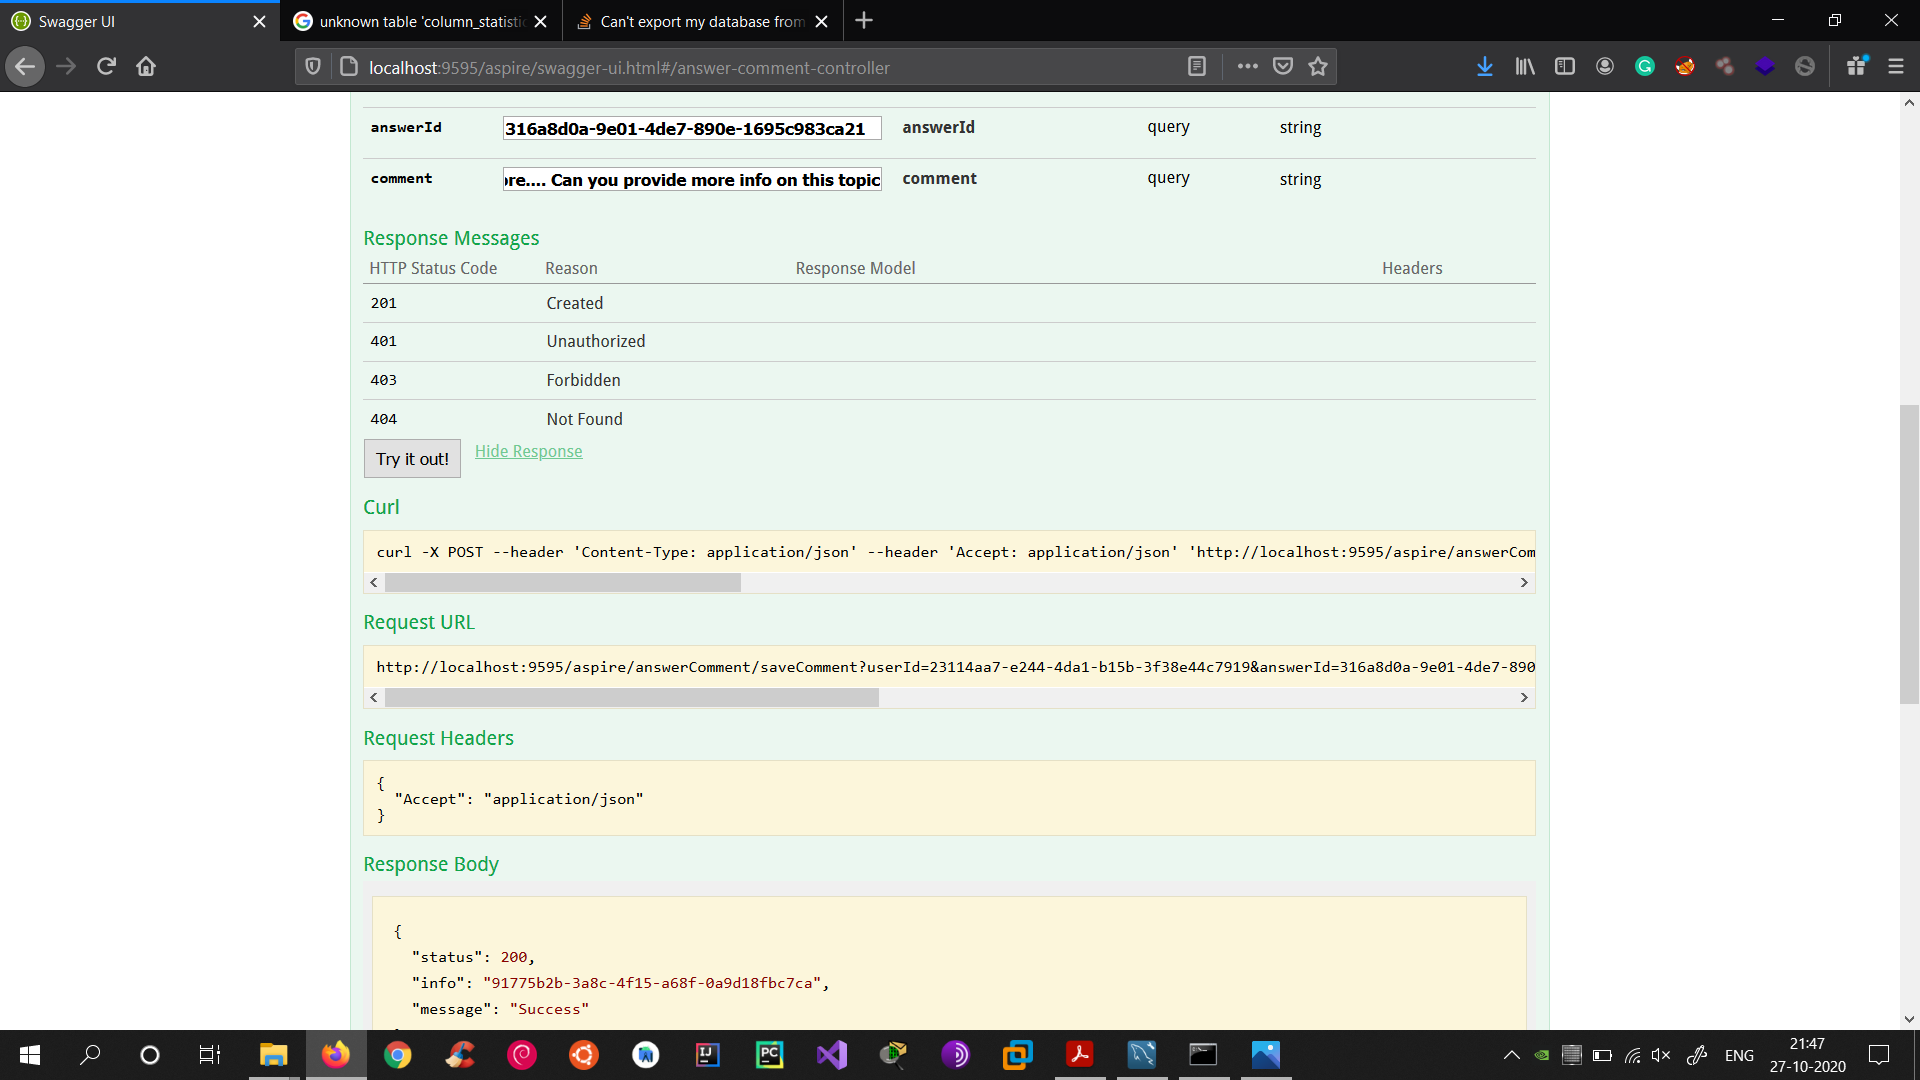 Swagger UI
unknown table 'column_statistic
Can't export my database from
localhost:9595/aspire/swagger-ui.html#/answer-comment-controller
answerId 316a8d0a-9e01-4de7-890e-1695c983ca21 answerId query string
comment ore.... Can you provide more info on this topic comment query string
Response Messages
HTTP Status Code Reason Response Model Headers
201 Created
401 Unauthorized
403 Forbidden
404 Not Found
Try it out! Hide Response
Curl
curl -X POST --header 'Content-Type: application/json' --header 'Accept: application/json' 'http://localhost:9595/aspire/answerCom
Request URL
http://localhost:9595/aspire/answerComment/saveComment?userId=23114aa7-e244-4da1-b15b-3f38e44c7919&answerId=316a8d0a-9e01-4de7-890
Request Headers
{
"Accept": "application/json"
}
Response Body
{
"status": 200,
"info": "91775b2b-3a8c-4f15-a68f-0a9d18fbc7ca",
"message": "Success"
IJ
PC
ENG
21:47
27-10-2020